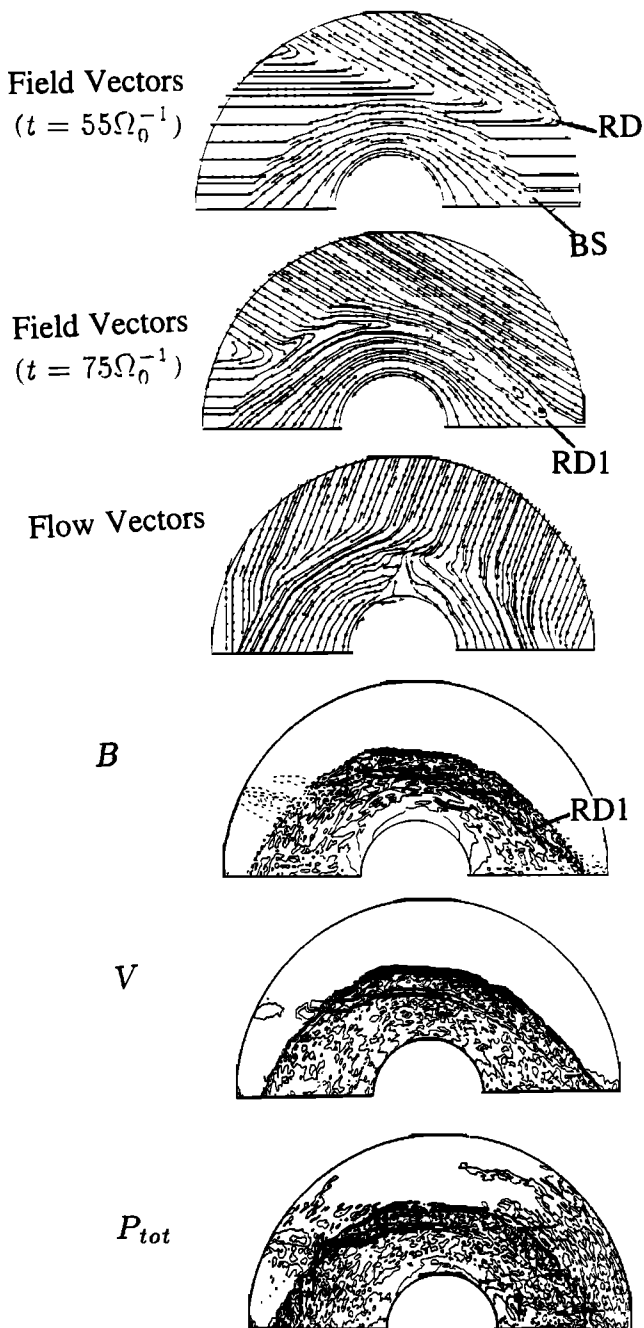 Field Vectors
(t = 55Ω₀⁻¹)
RD
BS
Field Vectors
(t = 75Ω₀⁻¹)
RD1
Flow Vectors
B
RD1
V
Pₜₒₜ